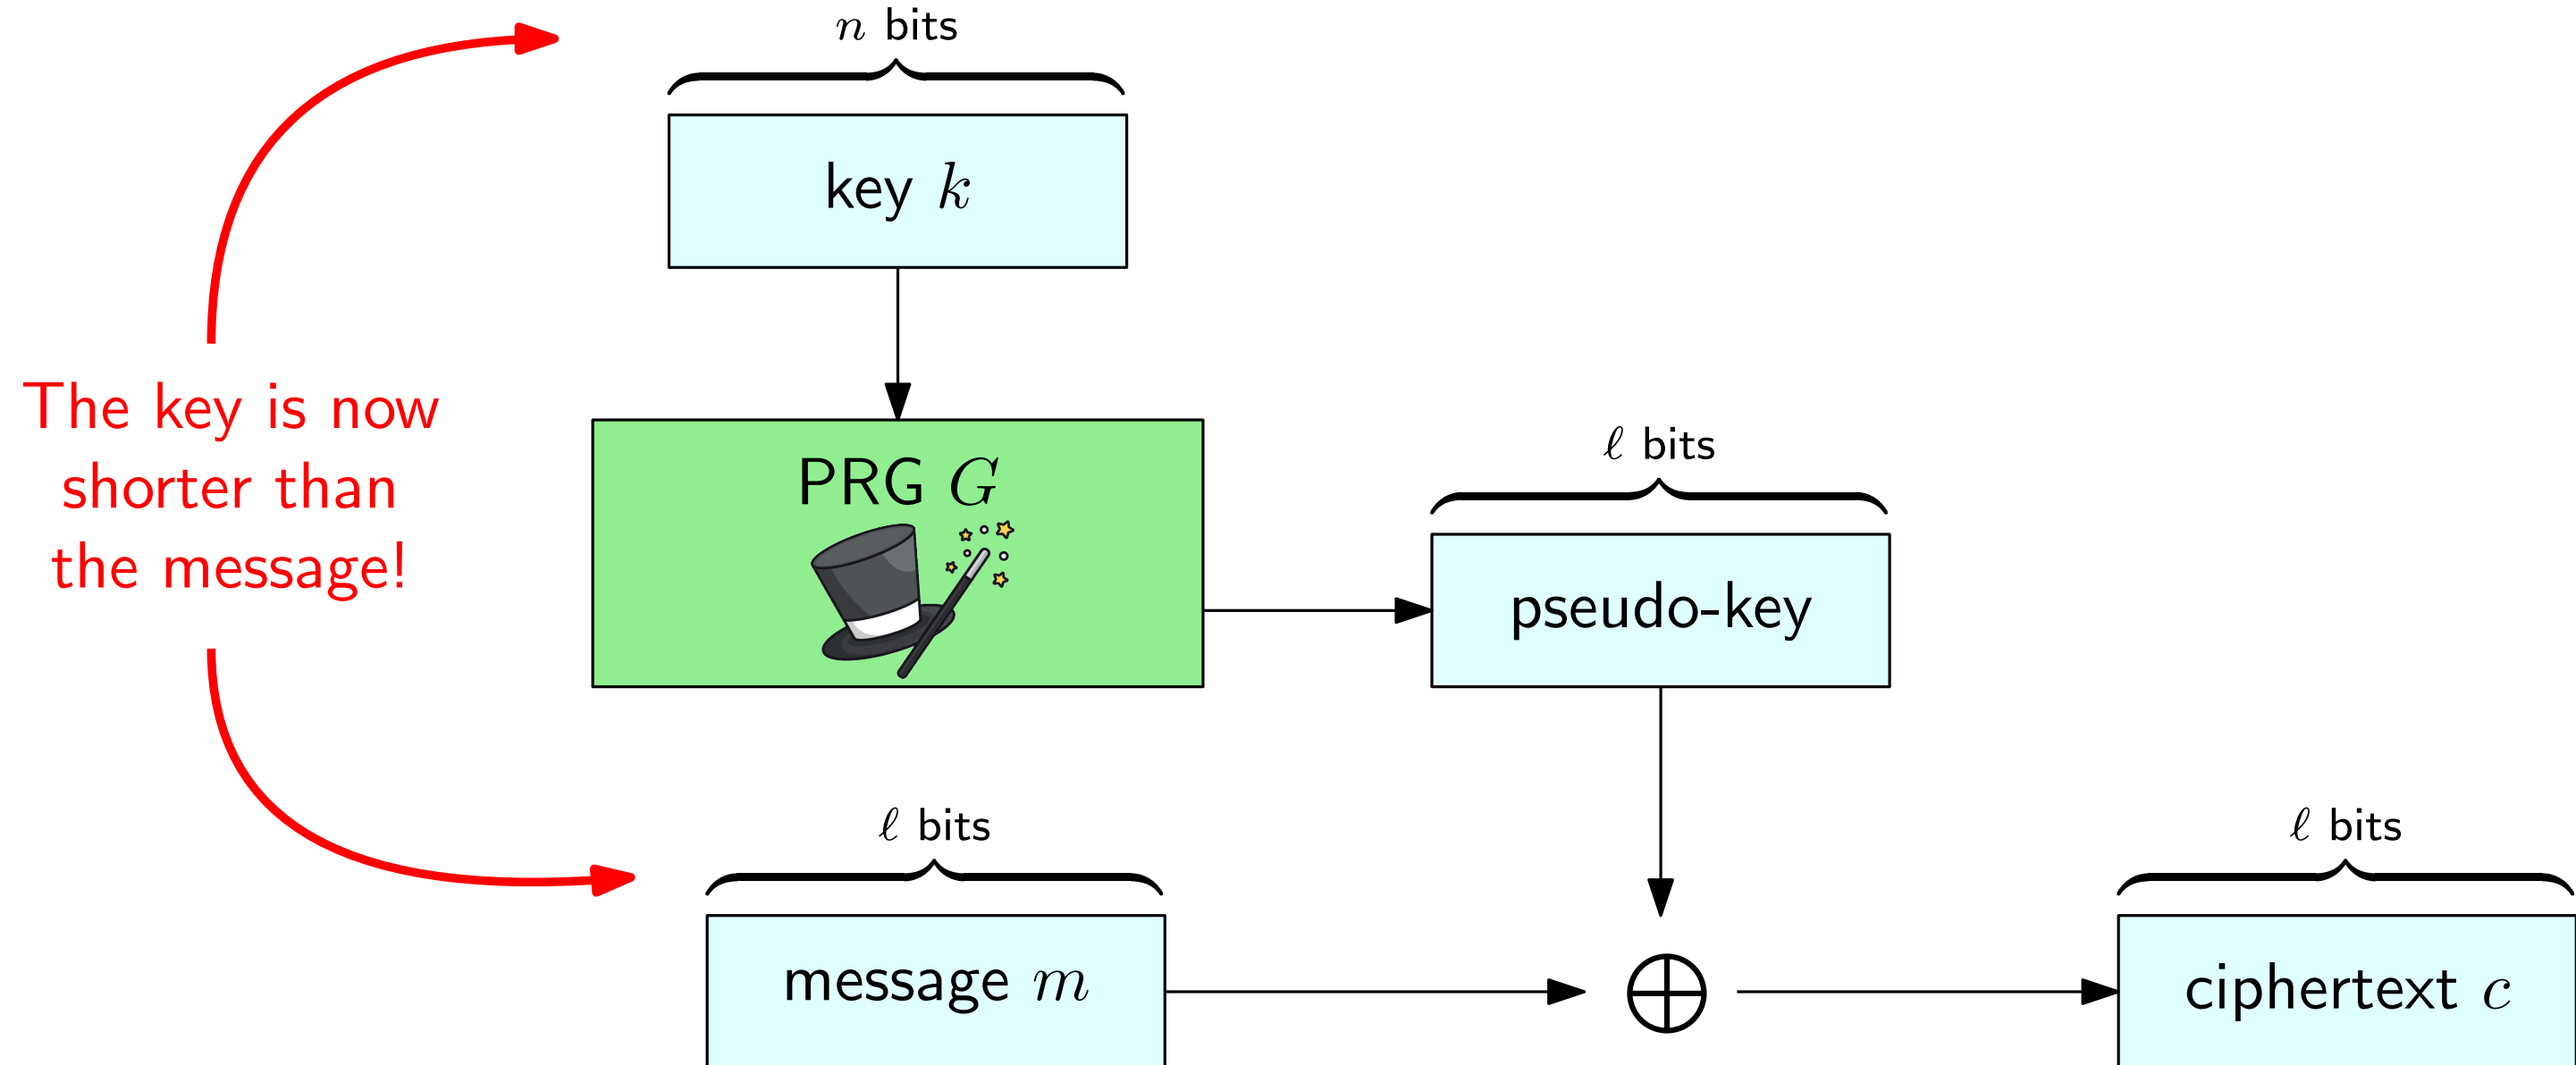 n bits
key k
The key is now
shorter than
the message!
PRG G
ℓ bits
pseudo-key
ℓ bits
message m
⊕
ℓ bits
ciphertext c